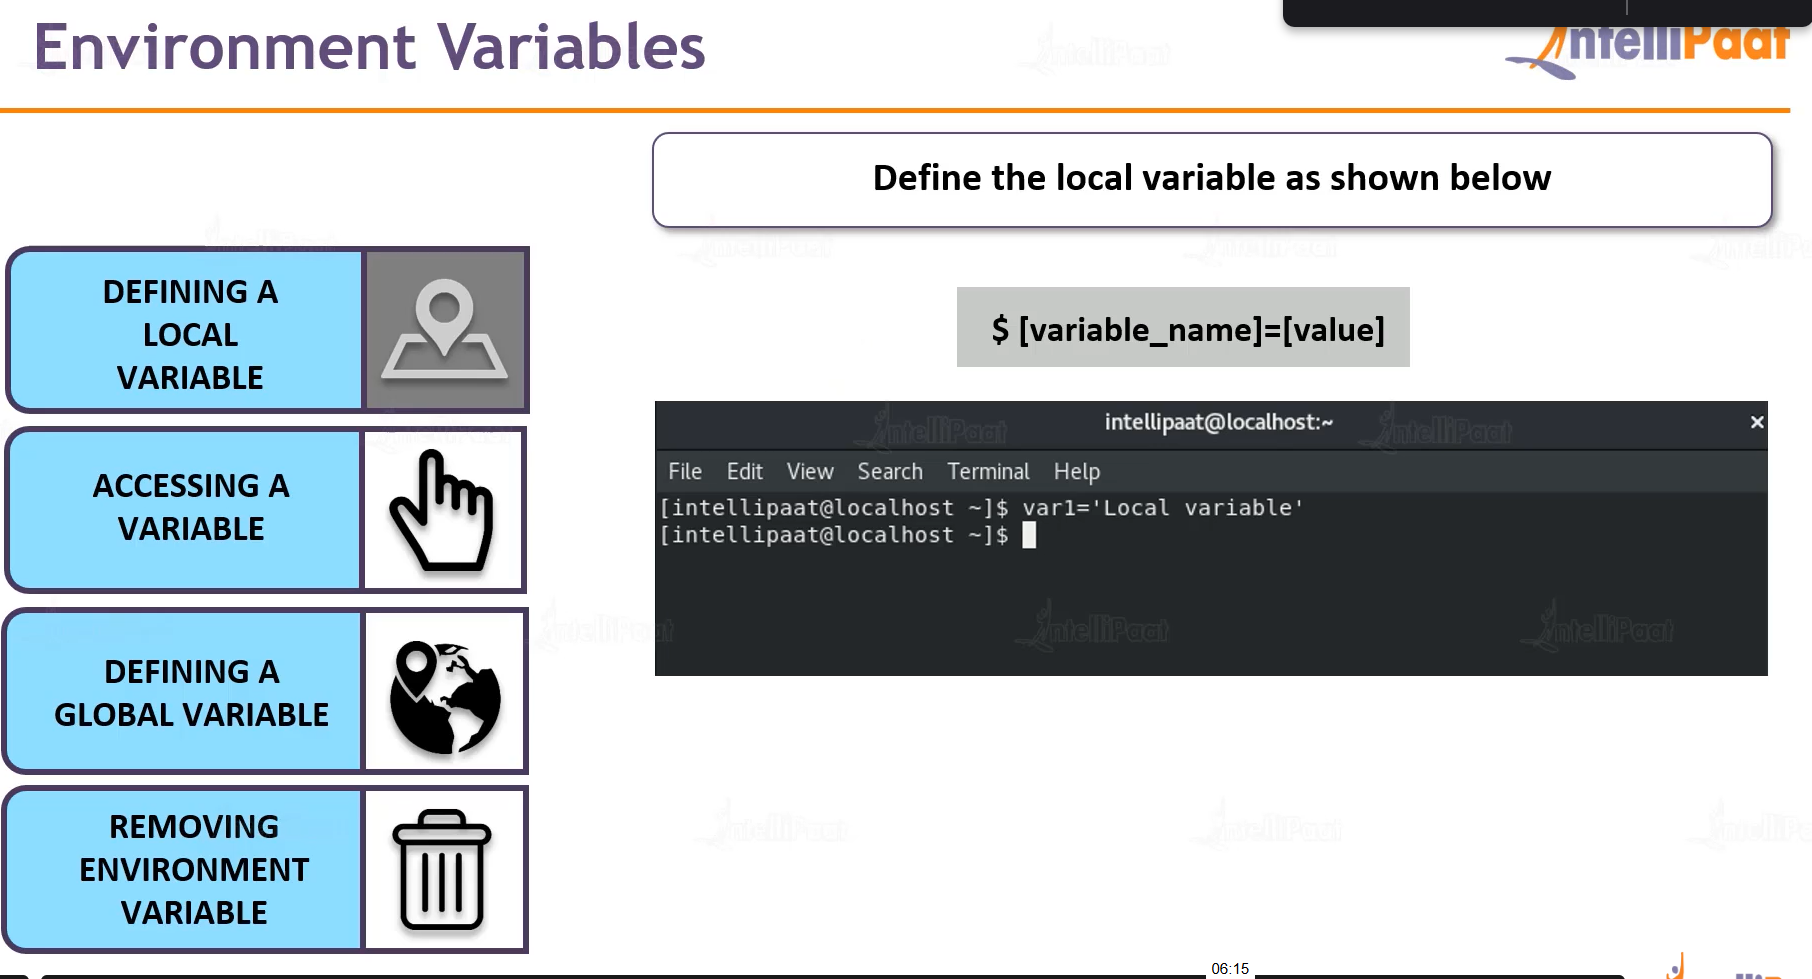 Environment Variables
IntelliPaat
Define the local variable as shown below
DEFINING A
LOCAL
VARIABLE
$ [variable_name]=[value]
intellipaat@localhost:~
File Edit View Search Terminal Help
[intellipaat@localhost ~]$ var1='Local variable'
[intellipaat@localhost ~]$
ACCESSING A
VARIABLE
DEFINING A
GLOBAL VARIABLE
REMOVING
ENVIRONMENT
VARIABLE
06:15